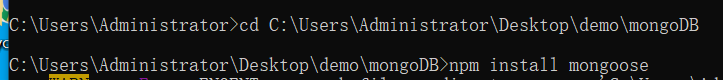 C:\Users\Administrator>cd C:\Users\Administrator\Desktop\demo\mongoDB
C:\Users\Administrator\Desktop\demo\mongoDB>npm install mongoose